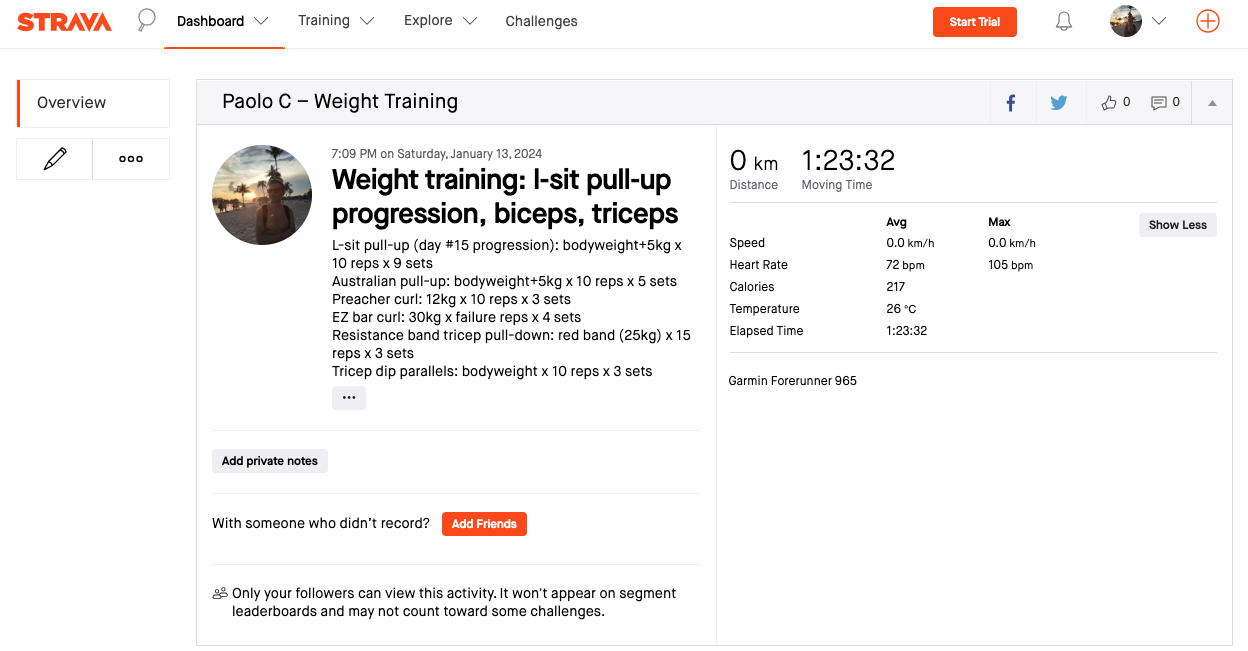 STRAVA Dashboard Training Explore Challenges Start Trial
Overview
Paolo C – Weight Training 0 0
7:09 PM on Saturday, January 13, 2024
Weight training: l-sit pull-up
progression, biceps, triceps
L-sit pull-up (day #15 progression): bodyweight+5kg x
10 reps x 9 sets
Australian pull-up: bodyweight+5kg x 10 reps x 5 sets
Preacher curl: 12kg x 10 reps x 3 sets
EZ bar curl: 30kg x failure reps x 4 sets
Resistance band tricep pull-down: red band (25kg) x 15
reps x 3 sets
Tricep dip parallels: bodyweight x 10 reps x 3 sets
Add private notes
With someone who didn't record? Add Friends
Only your followers can view this activity. It won't appear on segment
leaderboards and may not count toward some challenges.
0 km 1:23:32
Distance Moving Time
Avg Max Show Less
Speed 0.0 km/h 0.0 km/h
Heart Rate 72 bpm 105 bpm
Calories 217
Temperature 26 °C
Elapsed Time 1:23:32
Garmin Forerunner 965